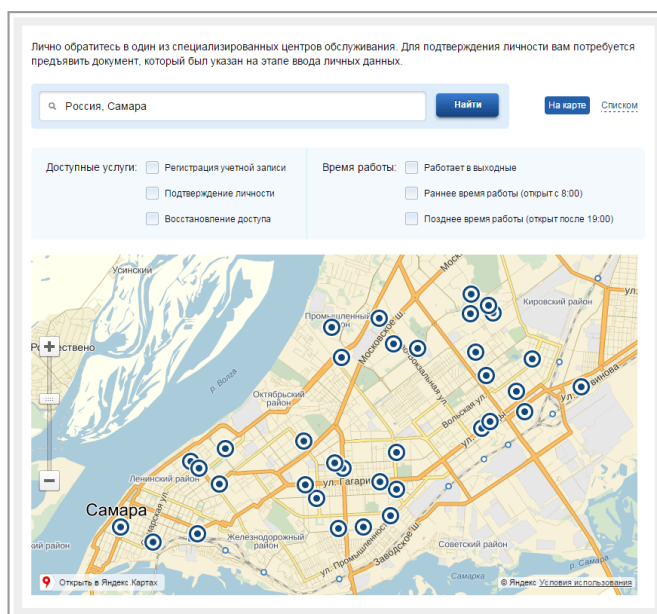 Лично обратитесь в один из специализированных центров обслуживания. Для подтверждения личности вам потребуется
предъявить документ, который был указан на этапе ввода личных данных.
Россия, Самара
Найти
На карте
Списком
Доступные услуги:
Регистрация учетной записи
Подтверждение личности
Восстановление доступа
Время работы:
Работает в выходные
Раннее время работы (открыт с 8:00)
Позднее время работы (открыт после 19:00)
Усинский
Кировский район
Промышленный
Московское ш.
р. Волга
Октябрьский
район
Вольская ул.
ул. Гагари
Ленинский район
Самара
Железнодорожный
район
Заводское ш.
Советский район
р. Самара
Самарка
ул. Промышленности
Открыть в Яндекс.Картах
© Яндекс Условия использования